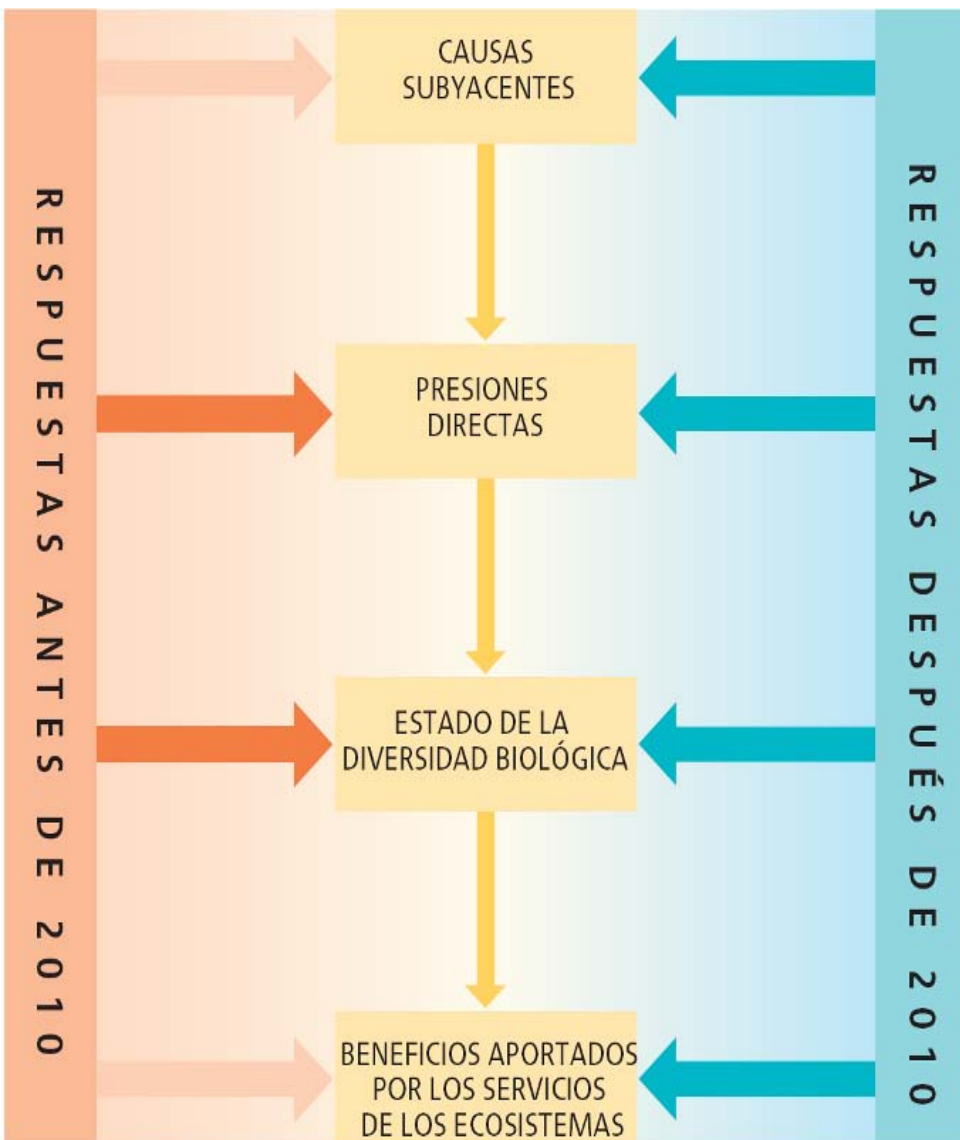 RESPUESTAS ANTES DE 2010
CAUSAS
SUBYACENTES
PRESIONES
DIRECTAS
ESTADO DE LA
DIVERSIDAD BIOLÓGICA
BENEFICIOS APORTADOS
POR LOS SERVICIOS
DE LOS ECOSISTEMAS
RESPUESTAS DESPUÉS DE 2010